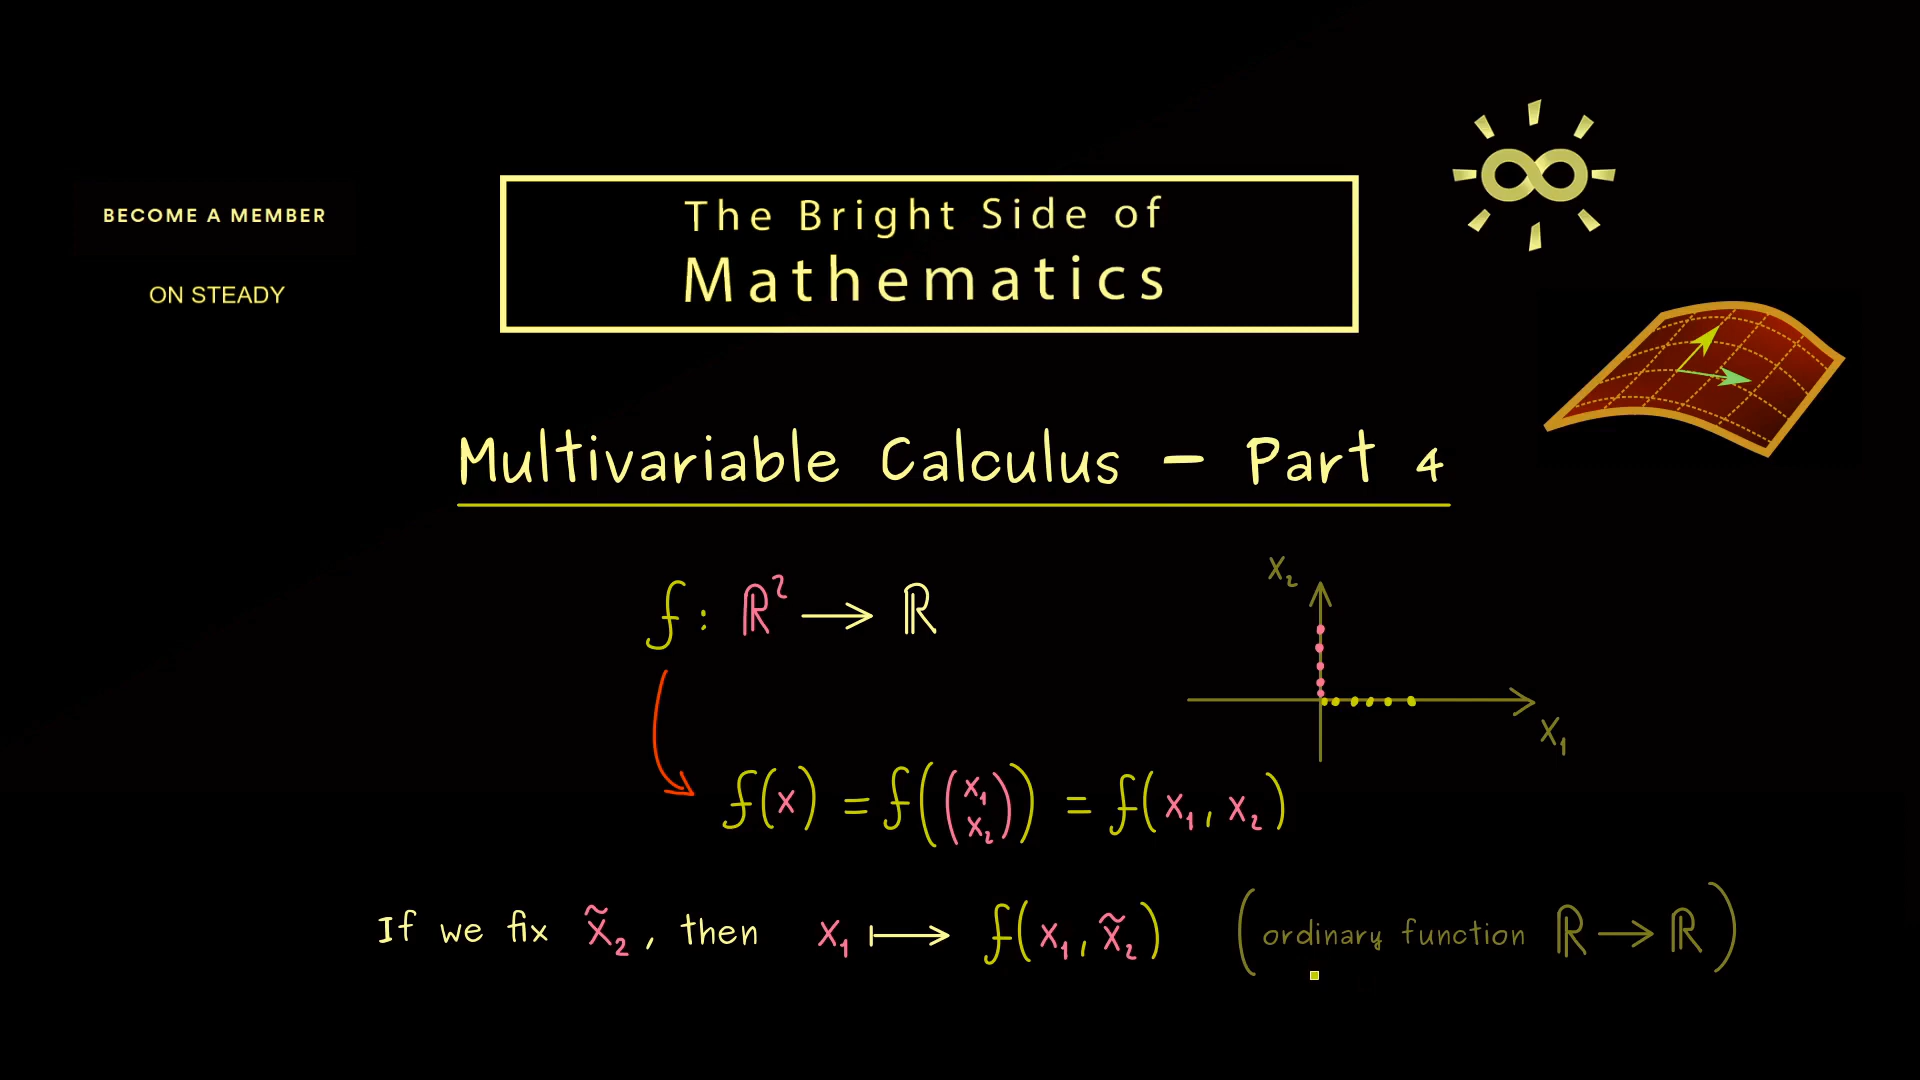 BECOME A MEMBER
ON STEADY
The Bright Side of
Mathematics
Multivariable Calculus – Part 4
f : ℝ² ⟶ ℝ
x₂
x₁
f(x) = f((x₁ x₂)) = f(x₁, x₂)
If we fix x̃₂, then x₁ ⟼ f(x₁, x̃₂) (ordinary function ℝ ⟶ ℝ)